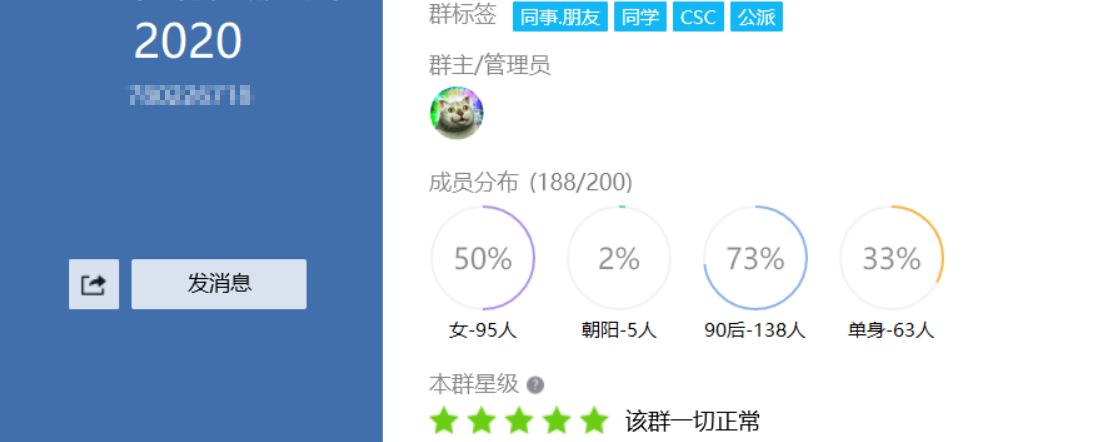 2020
发消息
群标签 同事.朋友 同学 CSC 公派
群主/管理员
成员分布 (188/200)
50% 2% 73% 33%
女-95人 朝阳-5人 90后-138人 单身-63人
本群星级 ?
该群一切正常